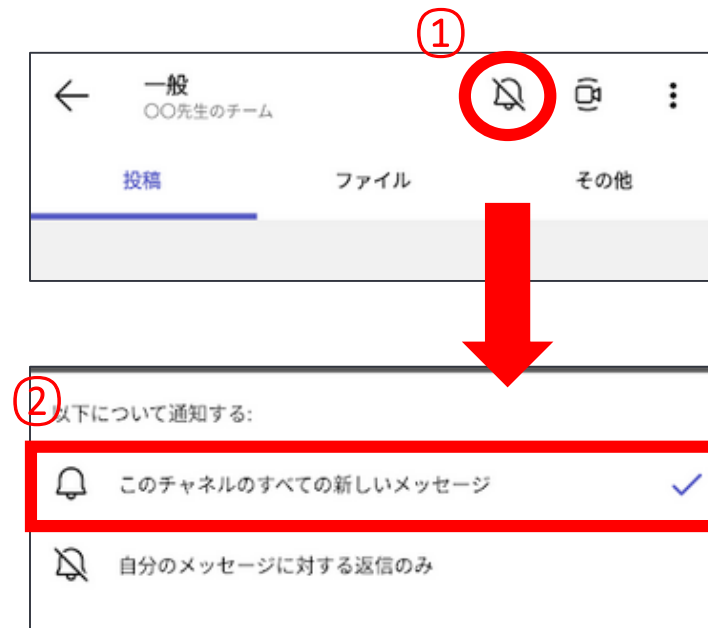 ①
一般
〇〇先生のチーム
投稿 ファイル その他
②
以下について通知する:
このチャネルのすべての新しいメッセージ
自分のメッセージに対する返信のみ